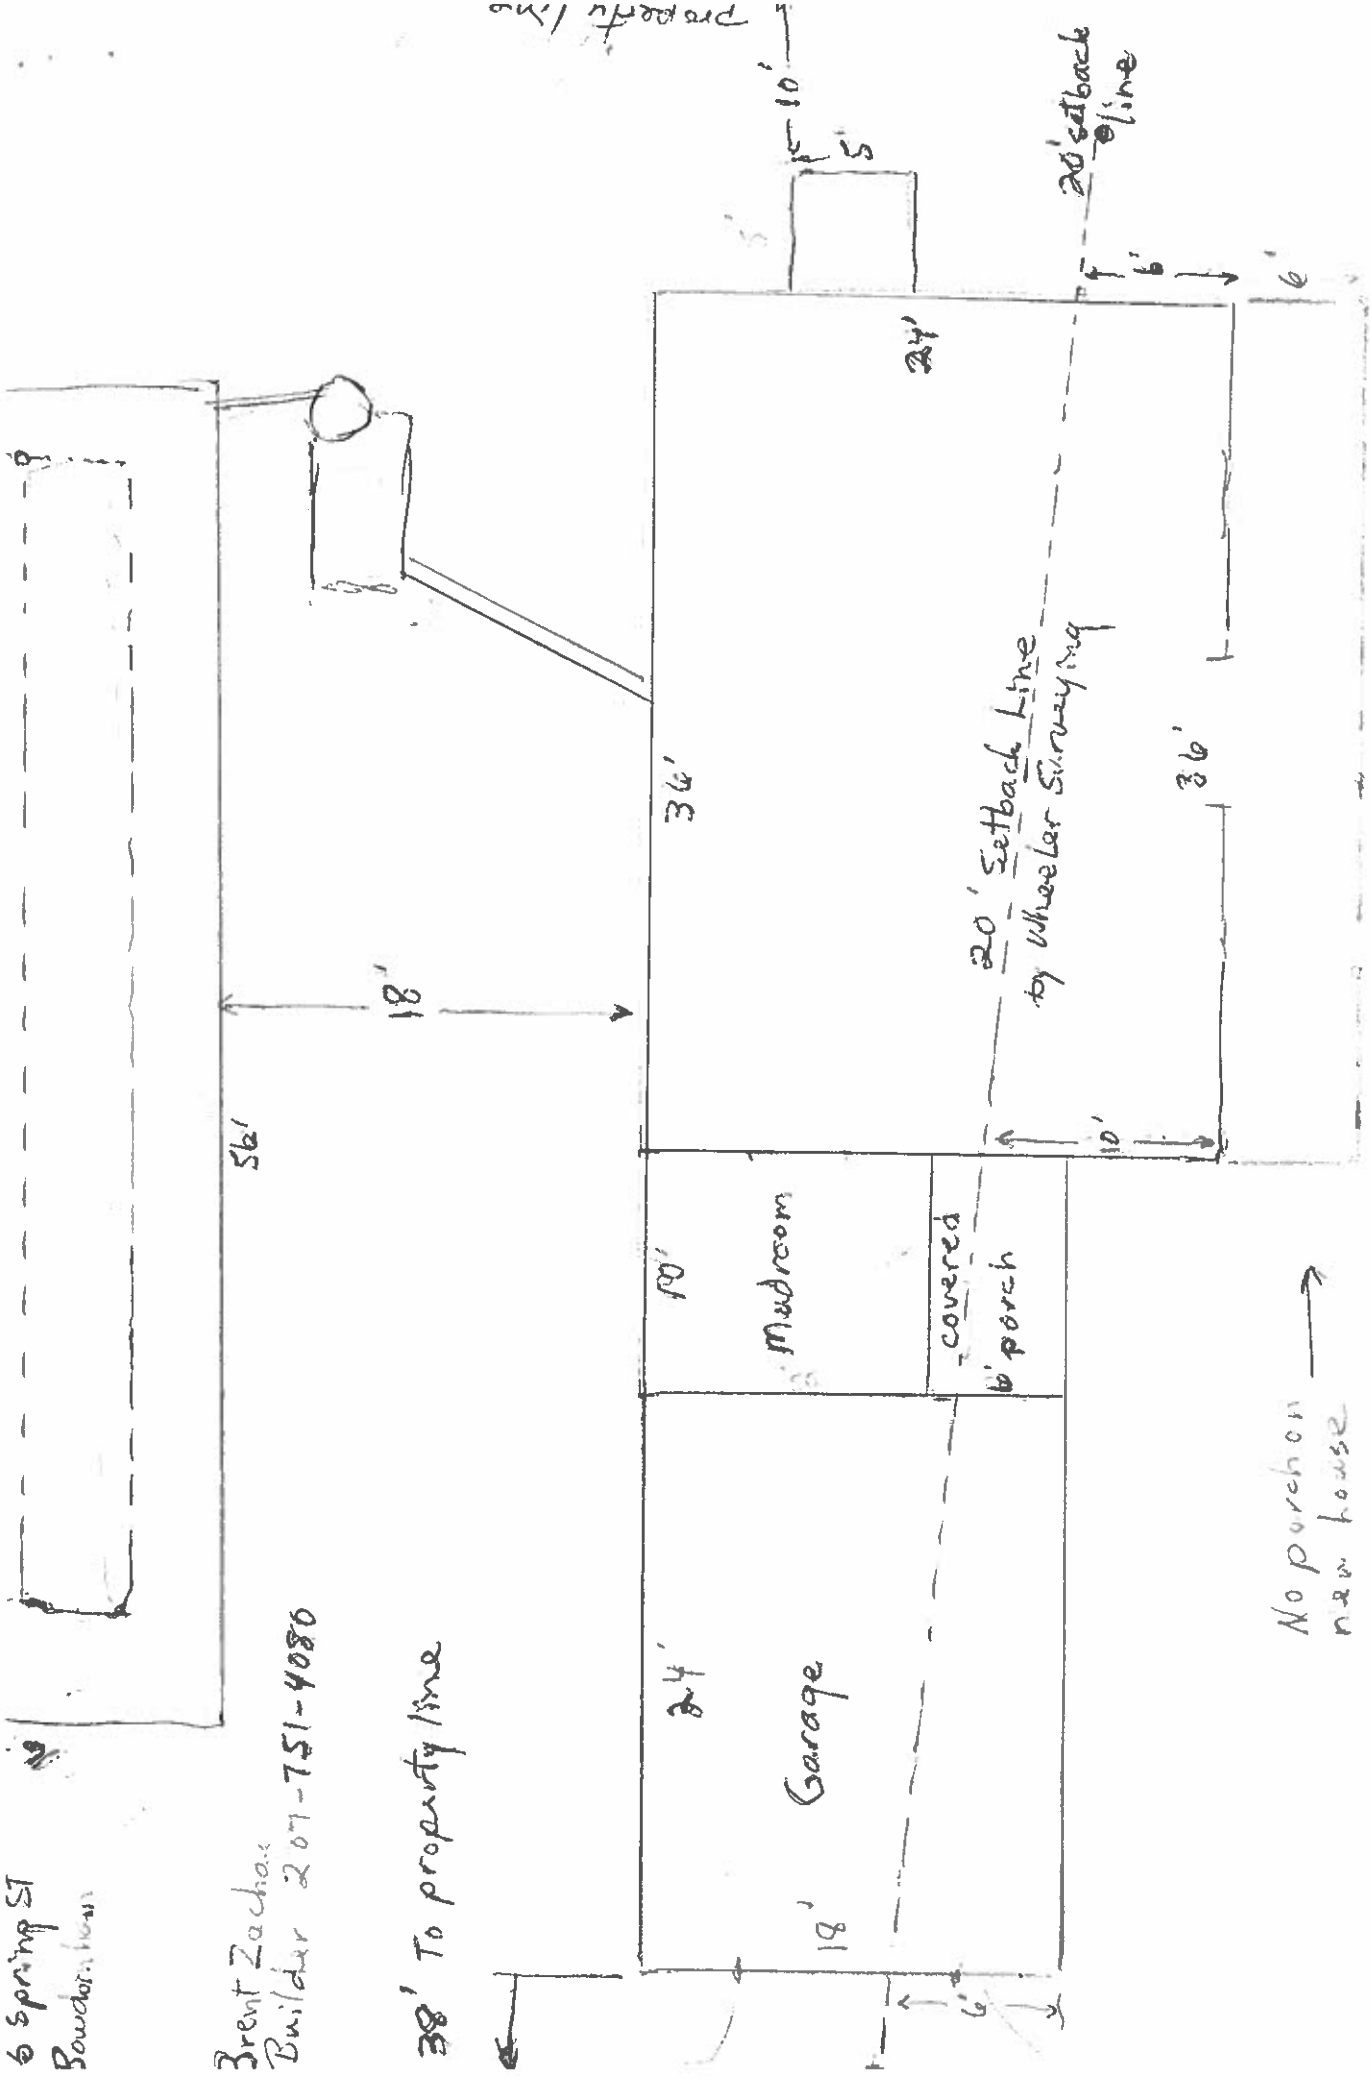 6 Spring ST
Bowdoinham
Brent Zachau
Builder 207-751-4080
38' To property line
56'
18'
36'
10'
24'
Mudroom
covered
6' porch
Garage
18'
6'
10'
20' Setback Line
by Wheeler Surveying
36'
24'
5'
5'
10'
property line
20' setback
line
6'
6'
No porch on
new house